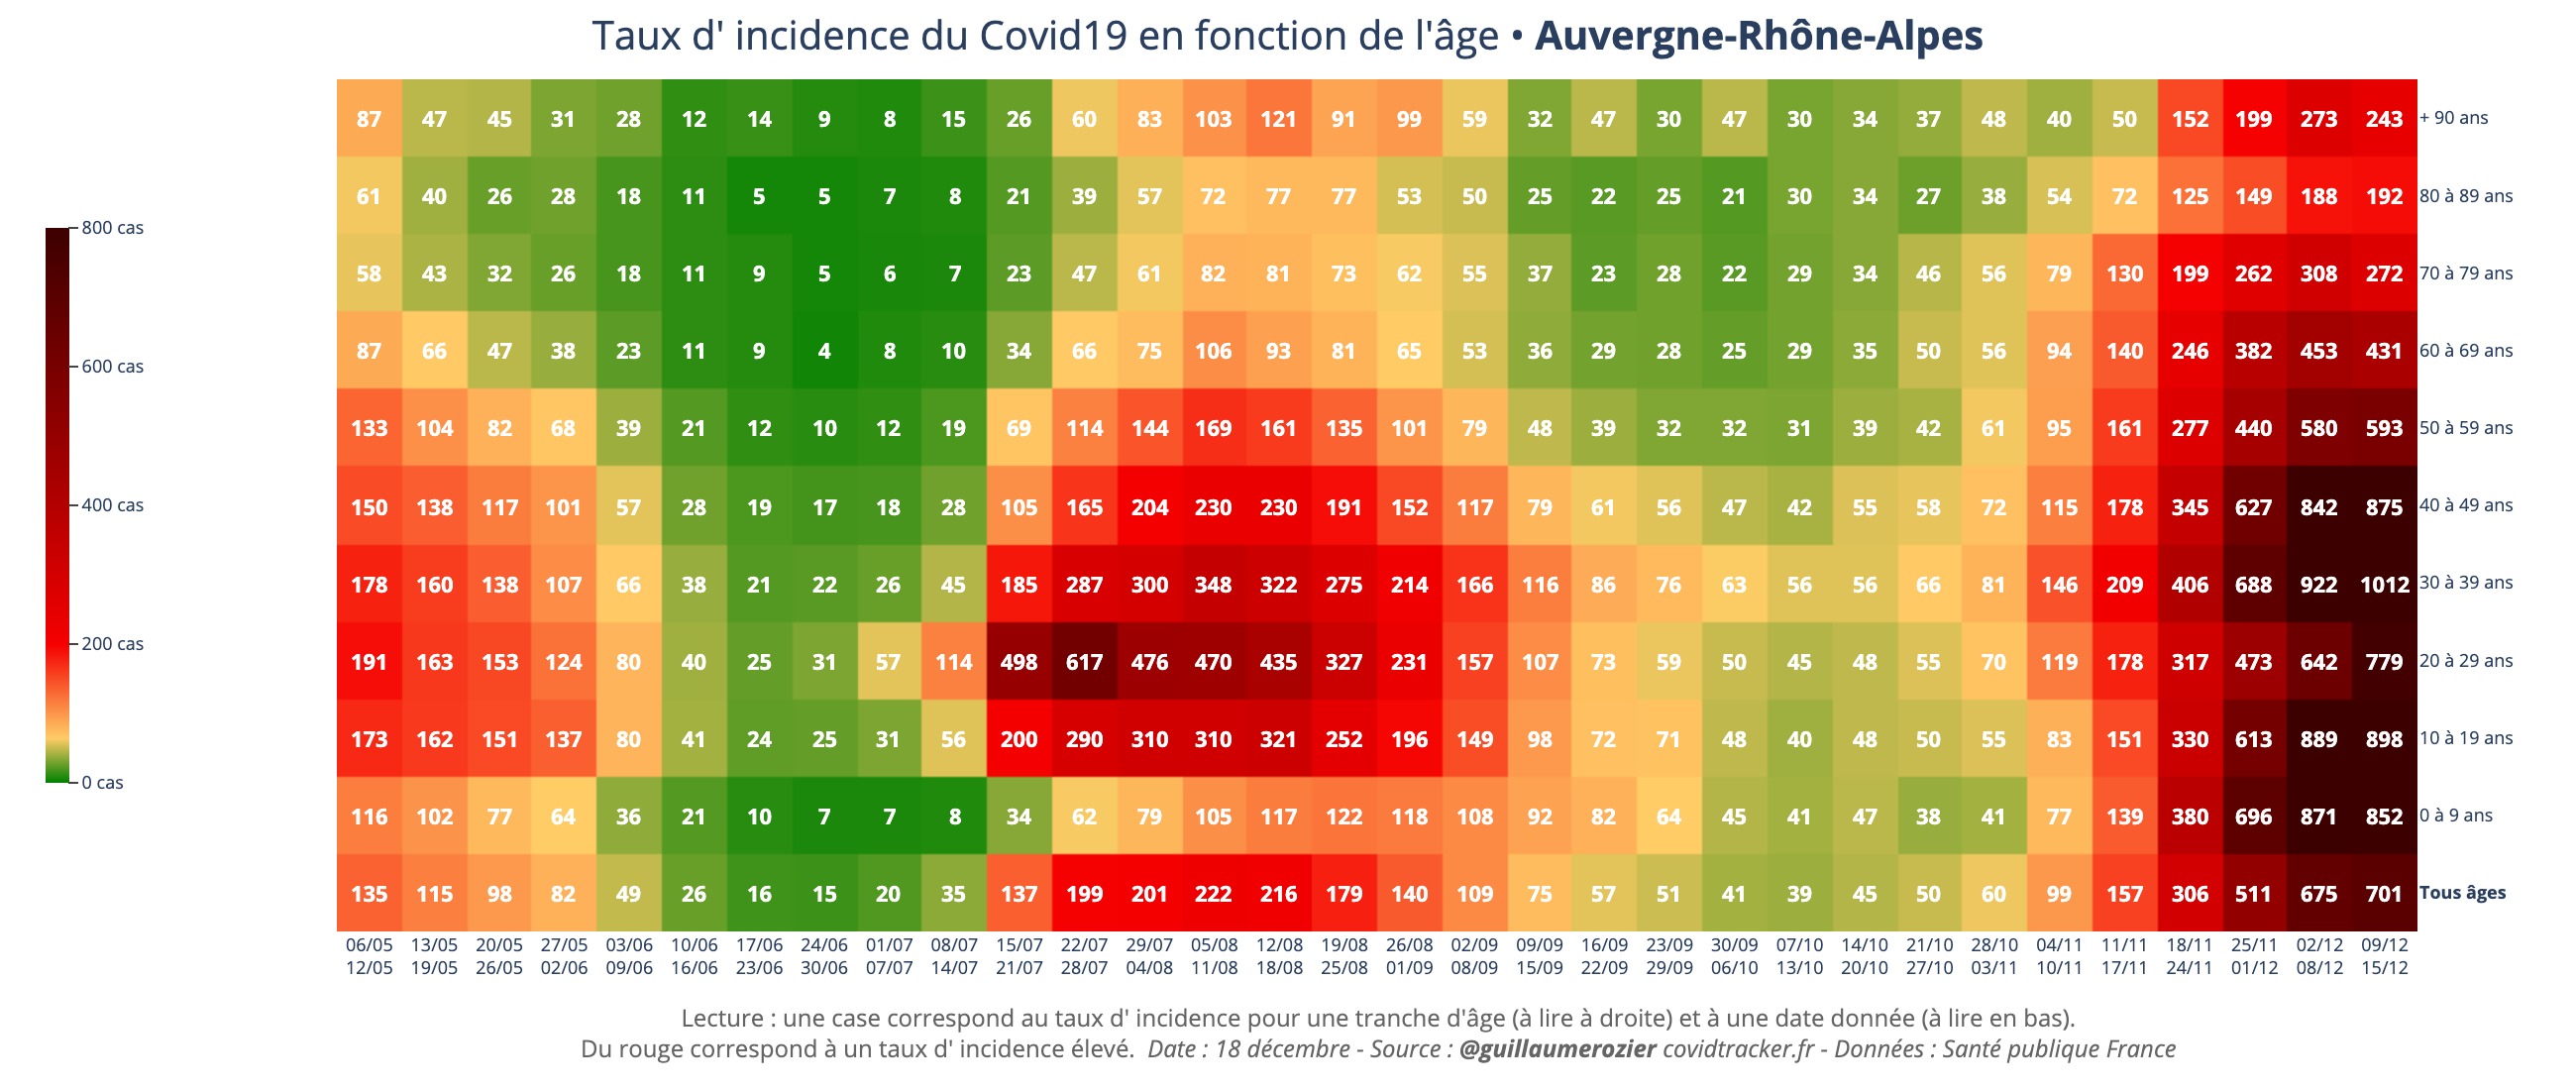 Taux d' incidence du Covid19 en fonction de l'âge • Auvergne-Rhône-Alpes
87 47 45 31 28 12 14 9 8 15 26 60 83 103 121 91 99 59 32 47 30 47 30 34 37 48 40 50 152 199 273 243 + 90 ans
61 40 26 28 18 11 5 5 7 8 21 39 57 72 77 77 53 50 25 22 25 21 30 34 27 38 54 72 125 149 188 192 80 à 89 ans
800 cas
58 43 32 26 18 11 9 5 6 7 23 47 61 82 81 73 62 55 37 23 28 22 29 34 46 56 79 130 199 262 308 272 70 à 79 ans
87 66 47 38 23 11 9 4 8 10 34 66 75 106 93 81 65 53 36 29 28 25 29 35 50 56 94 140 246 382 453 431 60 à 69 ans
600 cas
133 104 82 68 39 21 12 10 12 19 69 114 144 169 161 135 101 79 48 39 32 32 31 39 42 61 95 161 277 440 580 593 50 à 59 ans
400 cas
150 138 117 101 57 28 19 17 18 28 105 165 204 230 230 191 152 117 79 61 56 47 42 55 58 72 115 178 345 627 842 875 40 à 49 ans
178 160 138 107 66 38 21 22 26 45 185 287 300 348 322 275 214 166 116 86 76 63 56 56 66 81 146 209 406 688 922 1012 30 à 39 ans
200 cas
191 163 153 124 80 40 25 31 57 114 498 617 476 470 435 327 231 157 107 73 59 50 45 48 55 70 119 178 317 473 642 779 20 à 29 ans
173 162 151 137 80 41 24 25 31 56 200 290 310 310 321 252 196 149 98 72 71 48 40 48 50 55 83 151 330 613 889 898 10 à 19 ans
0 cas
116 102 77 64 36 21 10 7 7 8 34 62 79 105 117 122 118 108 92 82 64 45 41 47 38 41 77 139 380 696 871 852 0 à 9 ans
135 115 98 82 49 26 16 15 20 35 137 199 201 222 216 179 140 109 75 57 51 41 39 45 50 60 99 157 306 511 675 701 Tous âges
06/05 13/05 20/05 27/05 03/06 10/06 17/06 24/06 01/07 08/07 15/07 22/07 29/07 05/08 12/08 19/08 26/08 02/09 09/09 16/09 23/09 30/09 07/10 14/10 21/10 28/10 04/11 11/11 18/11 25/11 02/12 09/12
12/05 19/05 26/05 02/06 09/06 16/06 23/06 30/06 07/07 14/07 21/07 28/07 04/08 11/08 18/08 25/08 01/09 08/09 15/09 22/09 29/09 06/10 13/10 20/10 27/10 03/11 10/11 17/11 24/11 01/12 08/12 15/12
Lecture : une case correspond au taux d' incidence pour une tranche d'âge (à lire à droite) et à une date donnée (à lire en bas).
Du rouge correspond à un taux d' incidence élevé. Date : 18 décembre - Source : @guillaumerozier covidtracker.fr - Données : Santé publique France